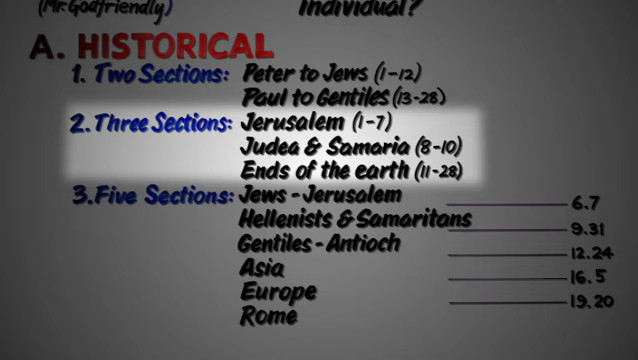 (Mr. Godfriendly) Individual?
A. HISTORICAL
1. Two Sections: Peter to Jews (1-12)
Paul to Gentiles (13-28)
2. Three Sections: Jerusalem (1-7)
Judea & Samaria (8-10)
Ends of the earth (11-28)
3. Five Sections: Jews - Jerusalem
6.7
Hellenists & Samaritans
9.31
Gentiles - Antioch
12.24
Asia
16.5
Europe
19.20
Rome